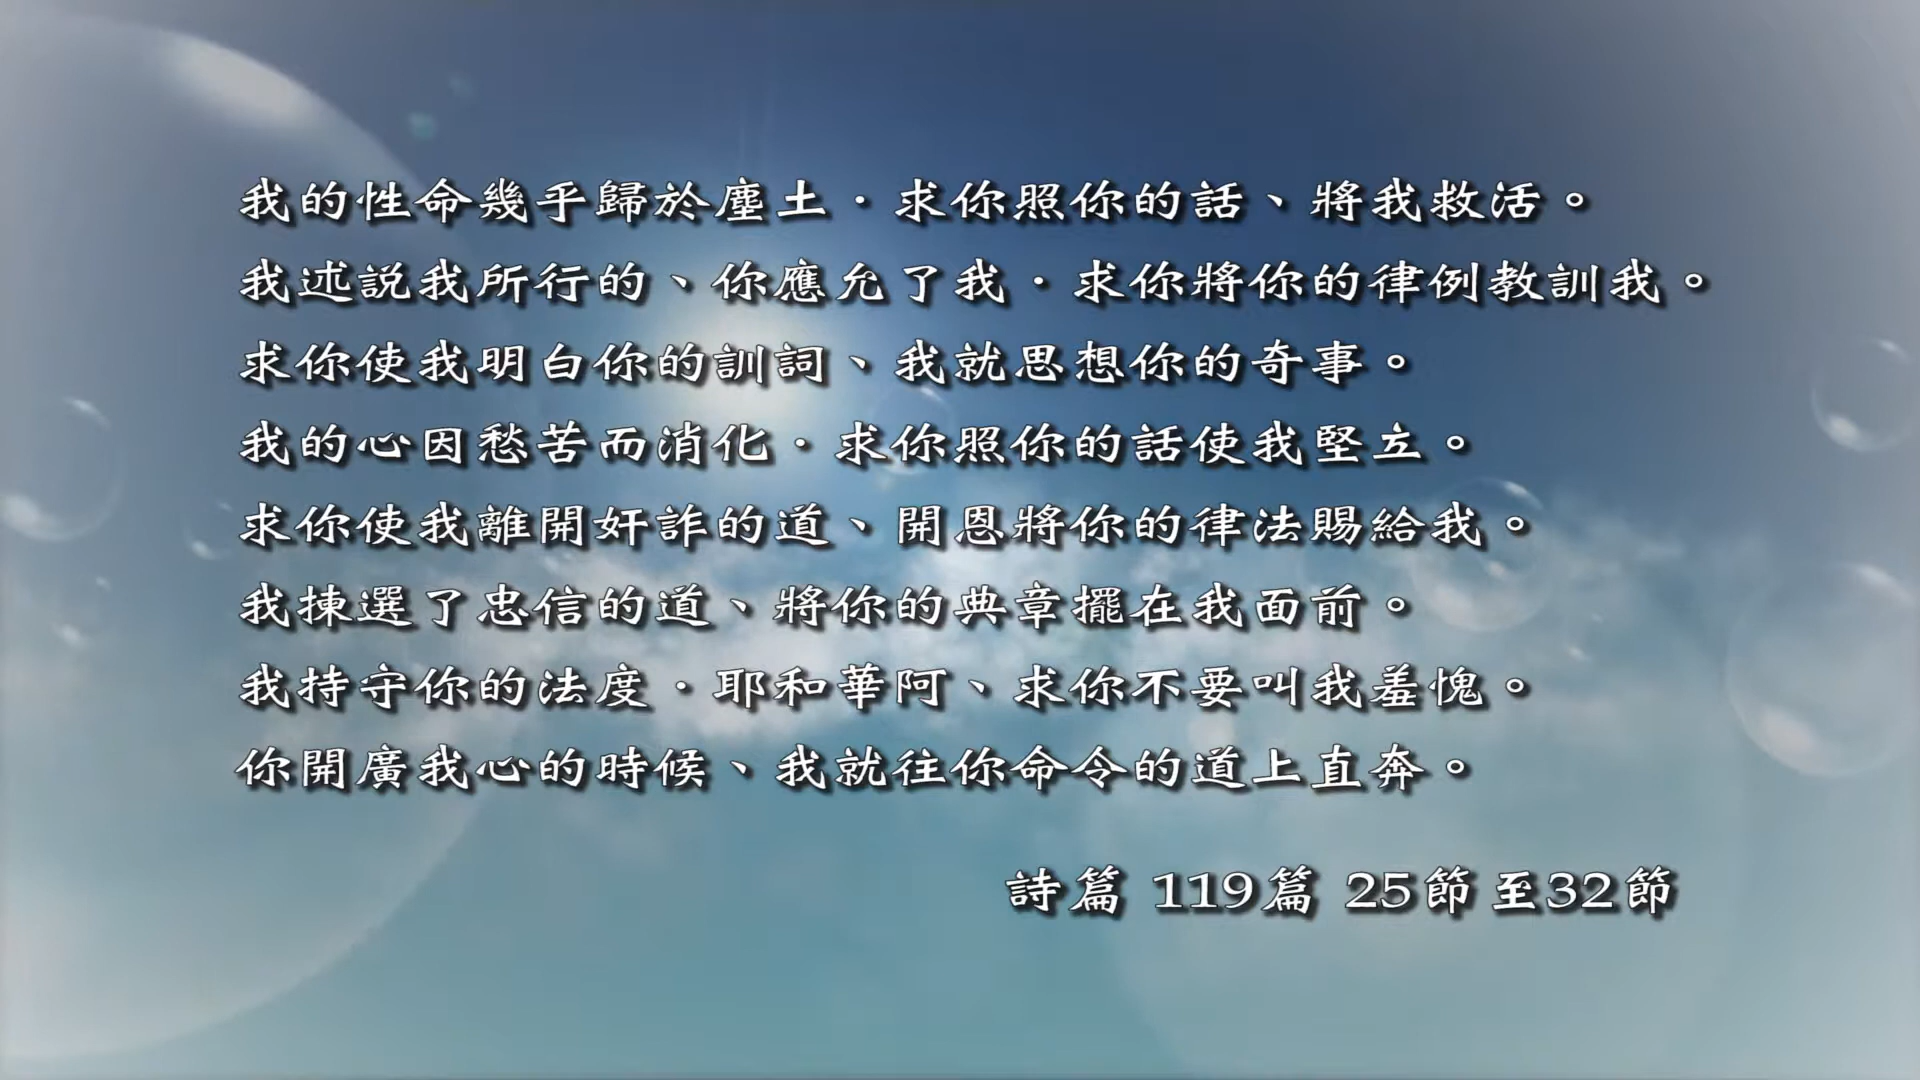 我的性命幾乎歸於塵土．求你照你的話、將我救活。
我述説我所行的、你應允了我．求你將你的律例教訓我。
求你使我明白你的訓詞、我就思想你的奇事。
我的心因愁苦而消化．求你照你的話使我堅立。
求你使我離開奸詐的道、開恩將你的律法賜給我。
我揀選了忠信的道、將你的典章擺在我面前。
我持守你的法度．耶和華阿、求你不要叫我羞愧。
你開廣我心的時候、我就往你命令的道上直奔。
詩篇 119篇 25節至32節